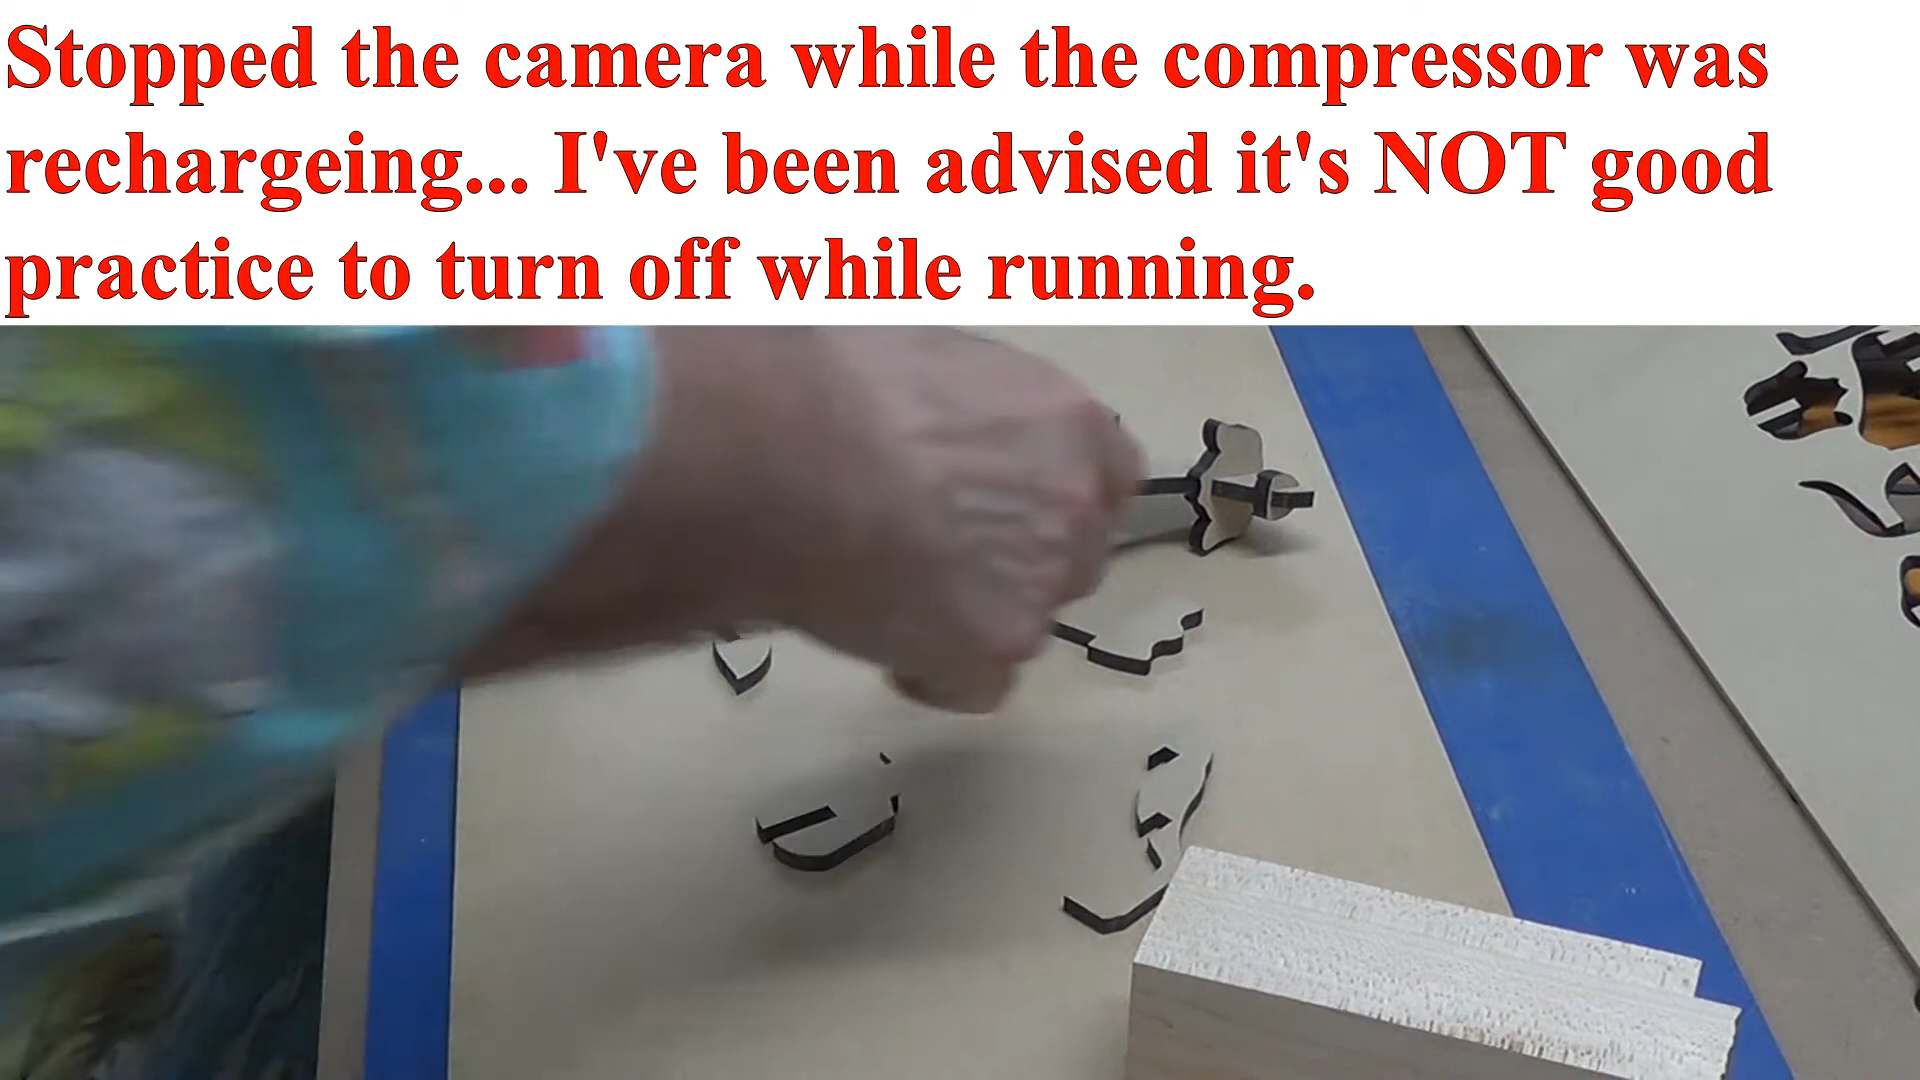 Stopped the camera while the compressor was
rechargeing... I've been advised it's NOT good
practice to turn off while running.